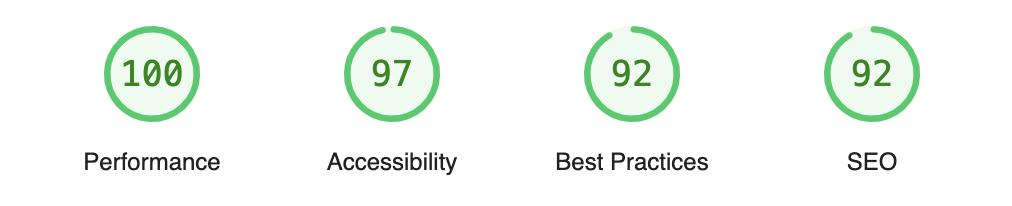 100 97 92 92
Performance Accessibility Best Practices SEO